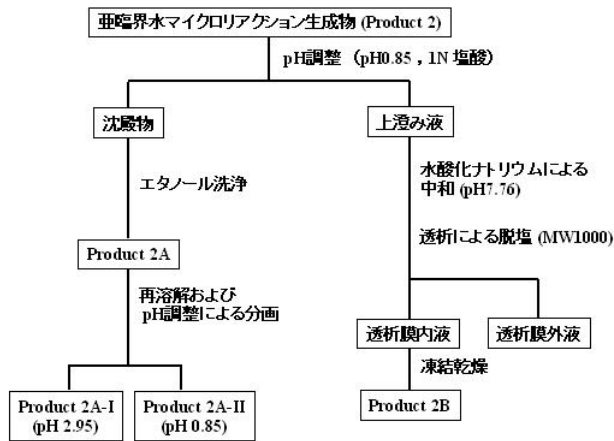 亜臨界水マイクロリアクション生成物 (Product 2)
pH調整 (pH0.85 , 1N 塩酸)
沈殿物
上澄み液
エタノール洗浄
水酸化ナトリウムによる
中和 (pH7.76)
透析による脱塩 (MW1000)
Product 2A
再溶解および
pH調整による分画
透析膜内液
透析膜外液
凍結乾燥
Product 2A-I
(pH 2.95)
Product 2A-II
(pH 0.85)
Product 2B